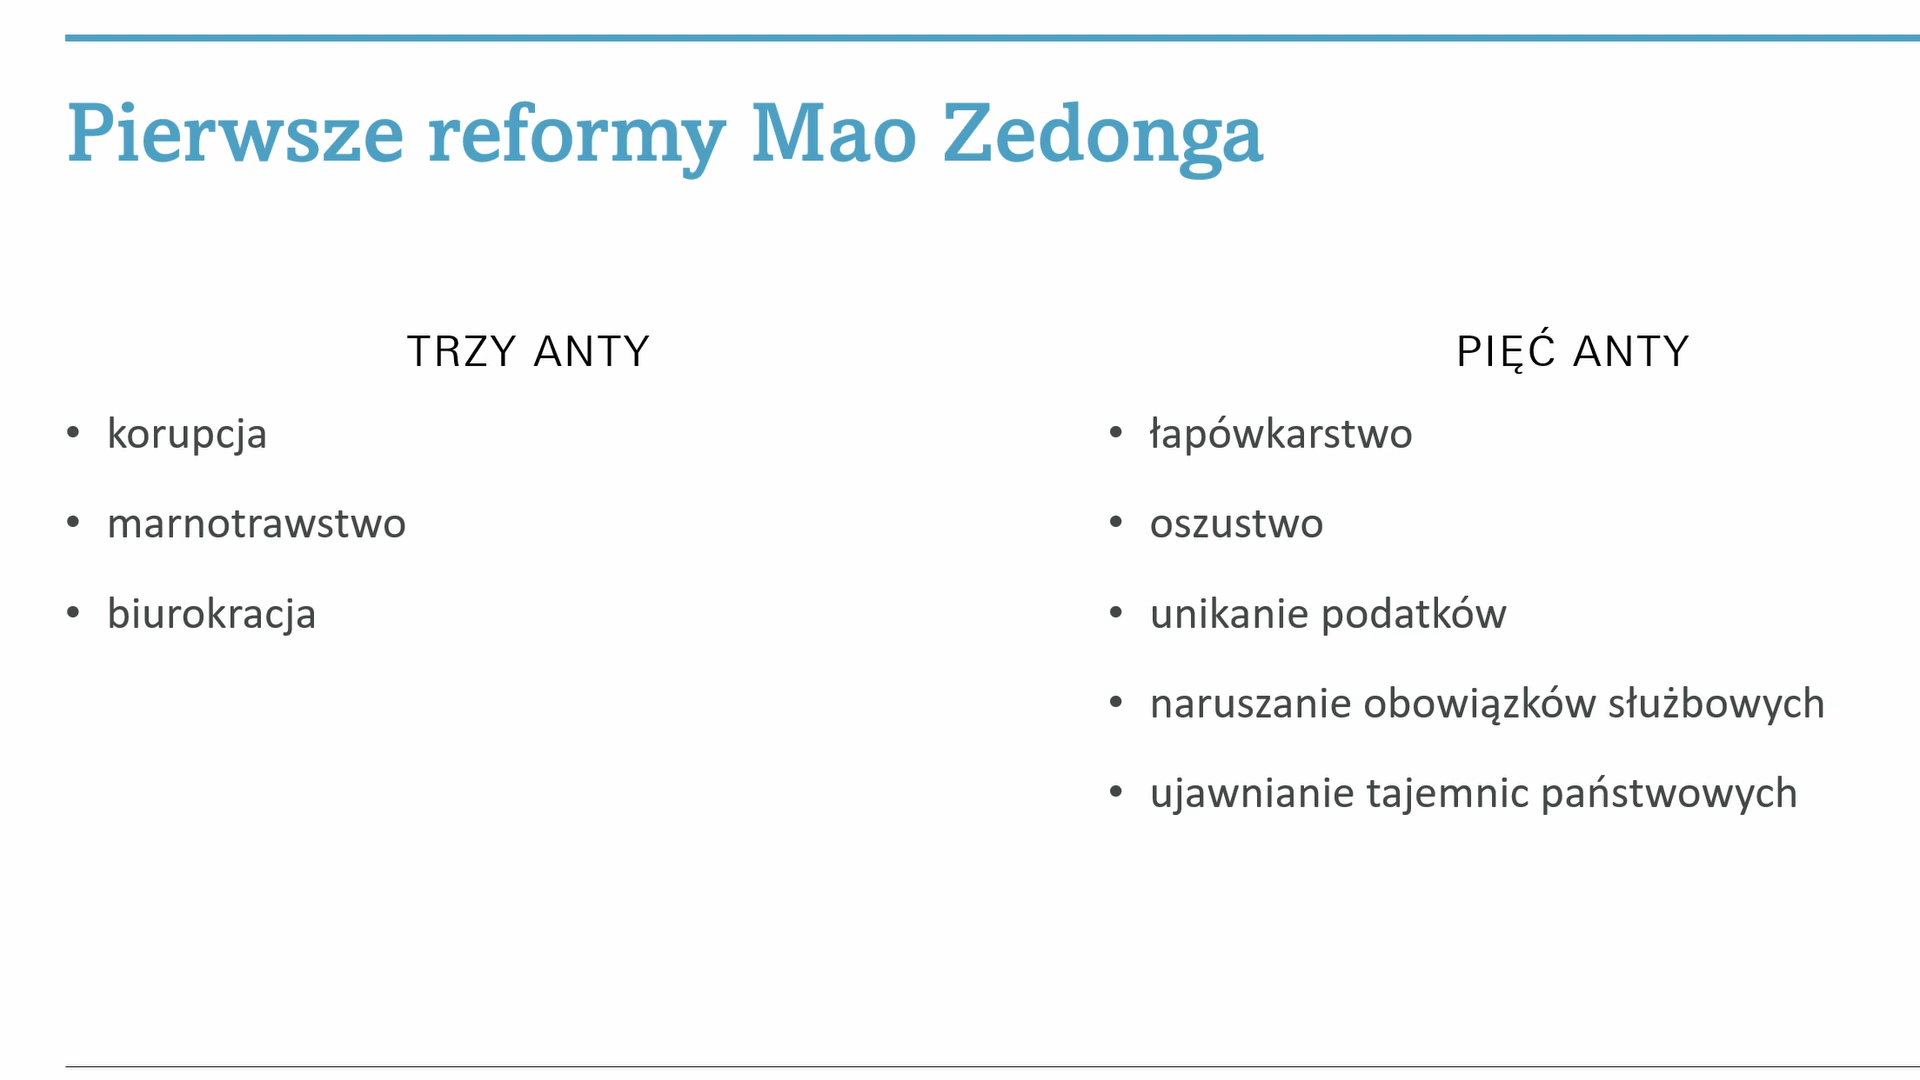 Pierwsze reformy Mao Zedonga
TRZY ANTY
• korupcja
• marnotrawstwo
• biurokracja
PIĘĆ ANTY
• łapówkarstwo
• oszustwo
• unikanie podatków
• naruszanie obowiązków służbowych
• ujawnianie tajemnic państwowych